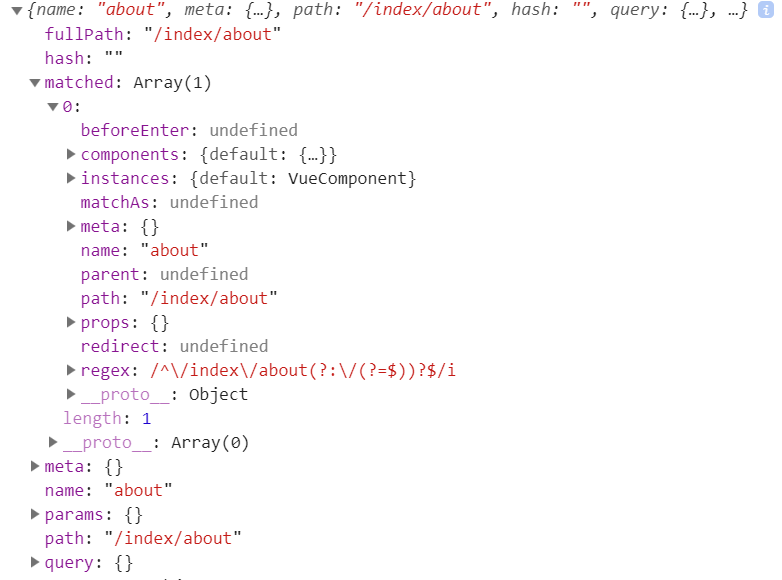 {name: "about", meta: {…}, path: "/index/about", hash: "", query: {…}, …} i
fullPath: "/index/about"
hash: ""
matched: Array(1)
0:
beforeEnter: undefined
components: {default: {…}}
instances: {default: VueComponent}
matchAs: undefined
meta: {}
name: "about"
parent: undefined
path: "/index/about"
props: {}
redirect: undefined
regex: /^\/index\/about(?:\/(?=$))?$/i
__proto__: Object
length: 1
__proto__: Array(0)
meta: {}
name: "about"
params: {}
path: "/index/about"
query: {}